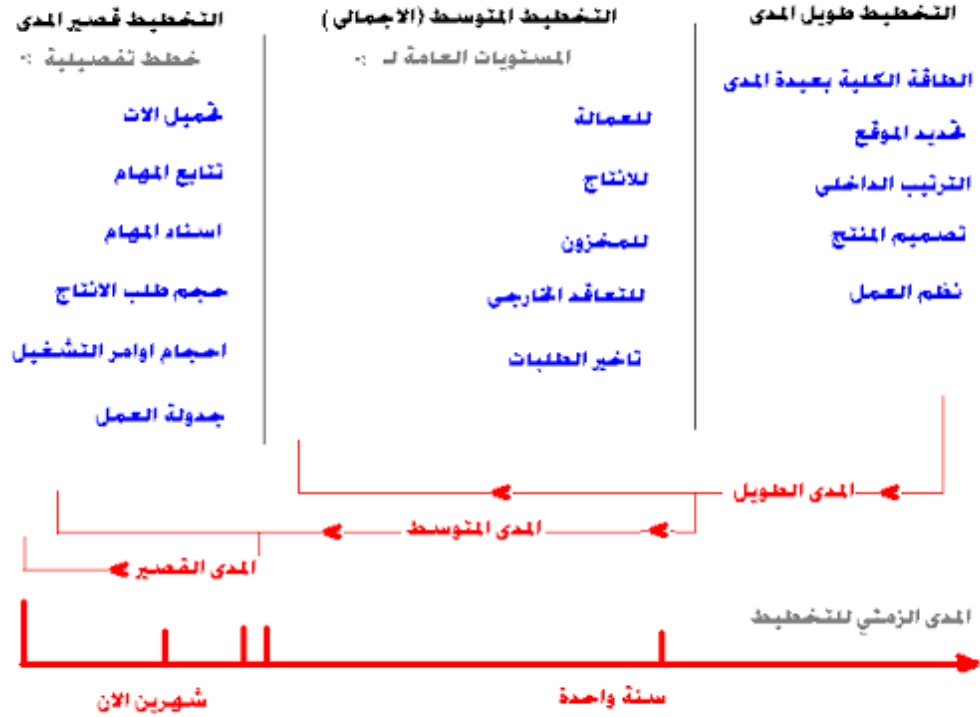 التخطيط طويل المدى
الطاقة الكلية بعيدة المدى
تحديد الموقع
الترتيب الداخلى
تصميم المنتج
نظم العمل
التخطيط المتوسط (الاجمالى)
المستويات العامة لـ :-
للعمالة
للانتاج
للمخزون
للتعاقد الخارجى
تاخير الطلبات
التخطيط قصير المدى
خطط تفصيلية :-
تحميل الات
تتابع المهام
اسناد المهام
حجم طلب الانتاج
احجام اوامر التشغيل
جدولة العمل
المدى الطويل
المدى المتوسط
المدى القصير
المدى الزمني للتخطيط
سنة واحدة
شهرين الان